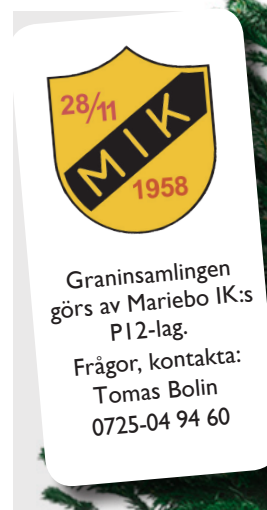 28/11
MIK
1958
Graninsamlingen
görs av Mariebo IK:s
P12-lag.
Frågor, kontakta:
Tomas Bolin
0725-04 94 60